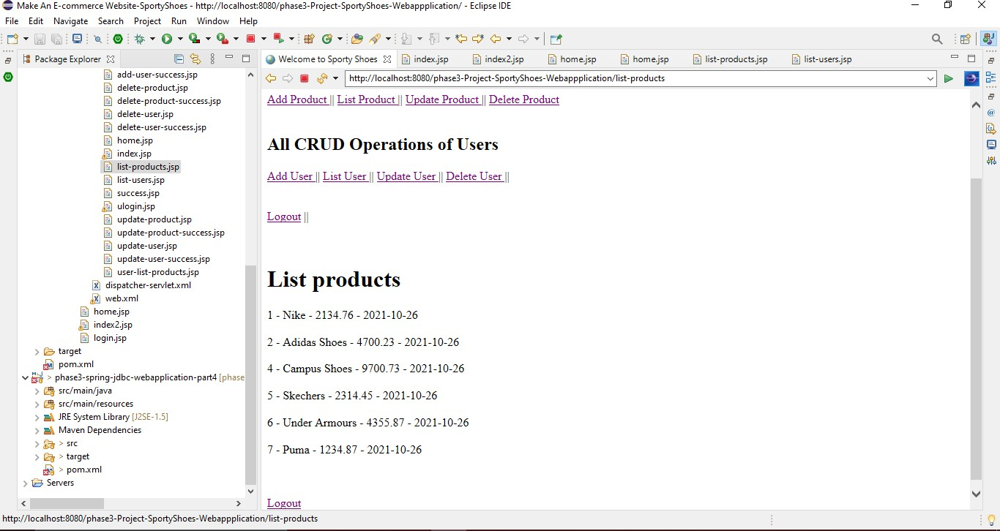 Make An E-commerce Website-SportyShoes - http://localhost:8080/phase3-Project-SportyShoes-Webappplication/ - Eclipse IDE
File Edit Navigate Search Project Run Window Help
Package Explorer
add-user-success.jsp
delete-product.jsp
delete-product-success.jsp
delete-user.jsp
delete-user-success.jsp
home.jsp
index.jsp
list-products.jsp
list-users.jsp
success.jsp
ulogin.jsp
update-product.jsp
update-product-success.jsp
update-user.jsp
update-user-success.jsp
user-list-products.jsp
dispatcher-servlet.xml
web.xml
home.jsp
index2.jsp
login.jsp
target
pom.xml
> phase3-spring-jdbc-webapplication-part4 [phase
src/main/java
src/main/resources
JRE System Library [J2SE-1.5]
Maven Dependencies
> src
> target
> pom.xml
Servers
Welcome to Sporty Shoes index.jsp index2.jsp home.jsp home.jsp list-products.jsp list-users.jsp
http://localhost:8080/phase3-Project-SportyShoes-Webappplication/list-products
Add Product || List Product || Update Product || Delete Product
All CRUD Operations of Users
Add User || List User || Update User || Delete User ||
Logout ||
List products
1 - Nike - 2134.76 - 2021-10-26
2 - Adidas Shoes - 4700.23 - 2021-10-26
4 - Campus Shoes - 9700.73 - 2021-10-26
5 - Skechers - 2314.45 - 2021-10-26
6 - Under Armours - 4355.87 - 2021-10-26
7 - Puma - 1234.87 - 2021-10-26
Logout
http://localhost:8080/phase3-Project-SportyShoes-Webappplication/list-products